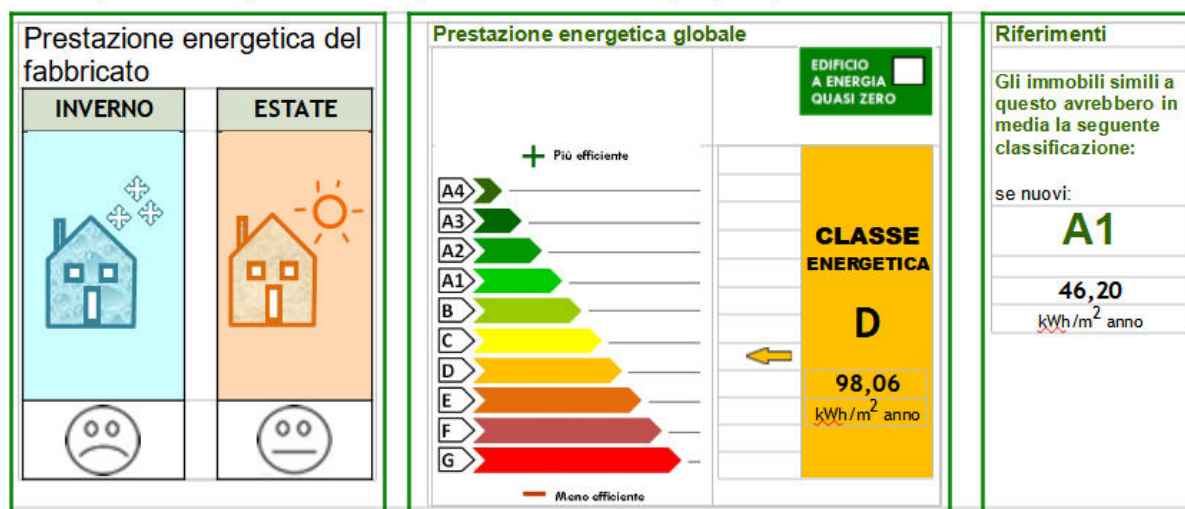 Prestazione energetica del
fabbricato
INVERNO
ESTATE
Prestazione energetica globale
EDIFICIO
A ENERGIA
QUASI ZERO
+ Più efficiente
A4
A3
A2
A1
B
C
D
E
F
G
— Meno efficiente
CLASSE
ENERGETICA
D
98,06
kWh/m² anno
Riferimenti
Gli immobili simili a
questo avrebbero in
media la seguente
classificazione:
se nuovi:
A1
46,20
kWh/m² anno